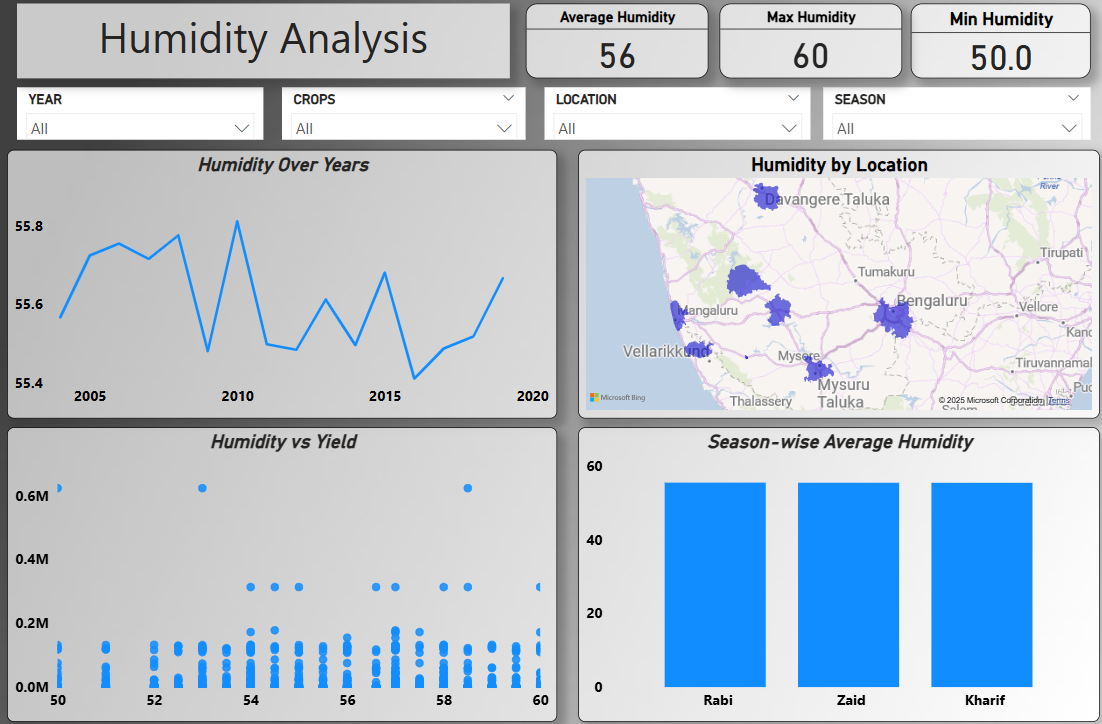 Humidity Analysis
Average Humidity
56
Max Humidity
60
Min Humidity
50.0
YEAR
All
CROPS
All
LOCATION
All
SEASON
All
Humidity Over Years
55.8
55.6
55.4
2005 2010 2015 2020
Humidity by Location
River
Davangere Taluka
Tirupati
Tumakuru
Bengaluru
Mangaluru
Vellore
Kanc
Vellarikkund
Mysore
Tiruvannamal
Mysuru
Taluka
Puc
Thalassery
Salem
Microsoft Bing
© 2025 Microsoft Corporation Terms
Humidity vs Yield
0.6M
0.4M
0.2M
0.0M
50 52 54 56 58 60
Season-wise Average Humidity
60
40
20
0
Rabi Zaid Kharif